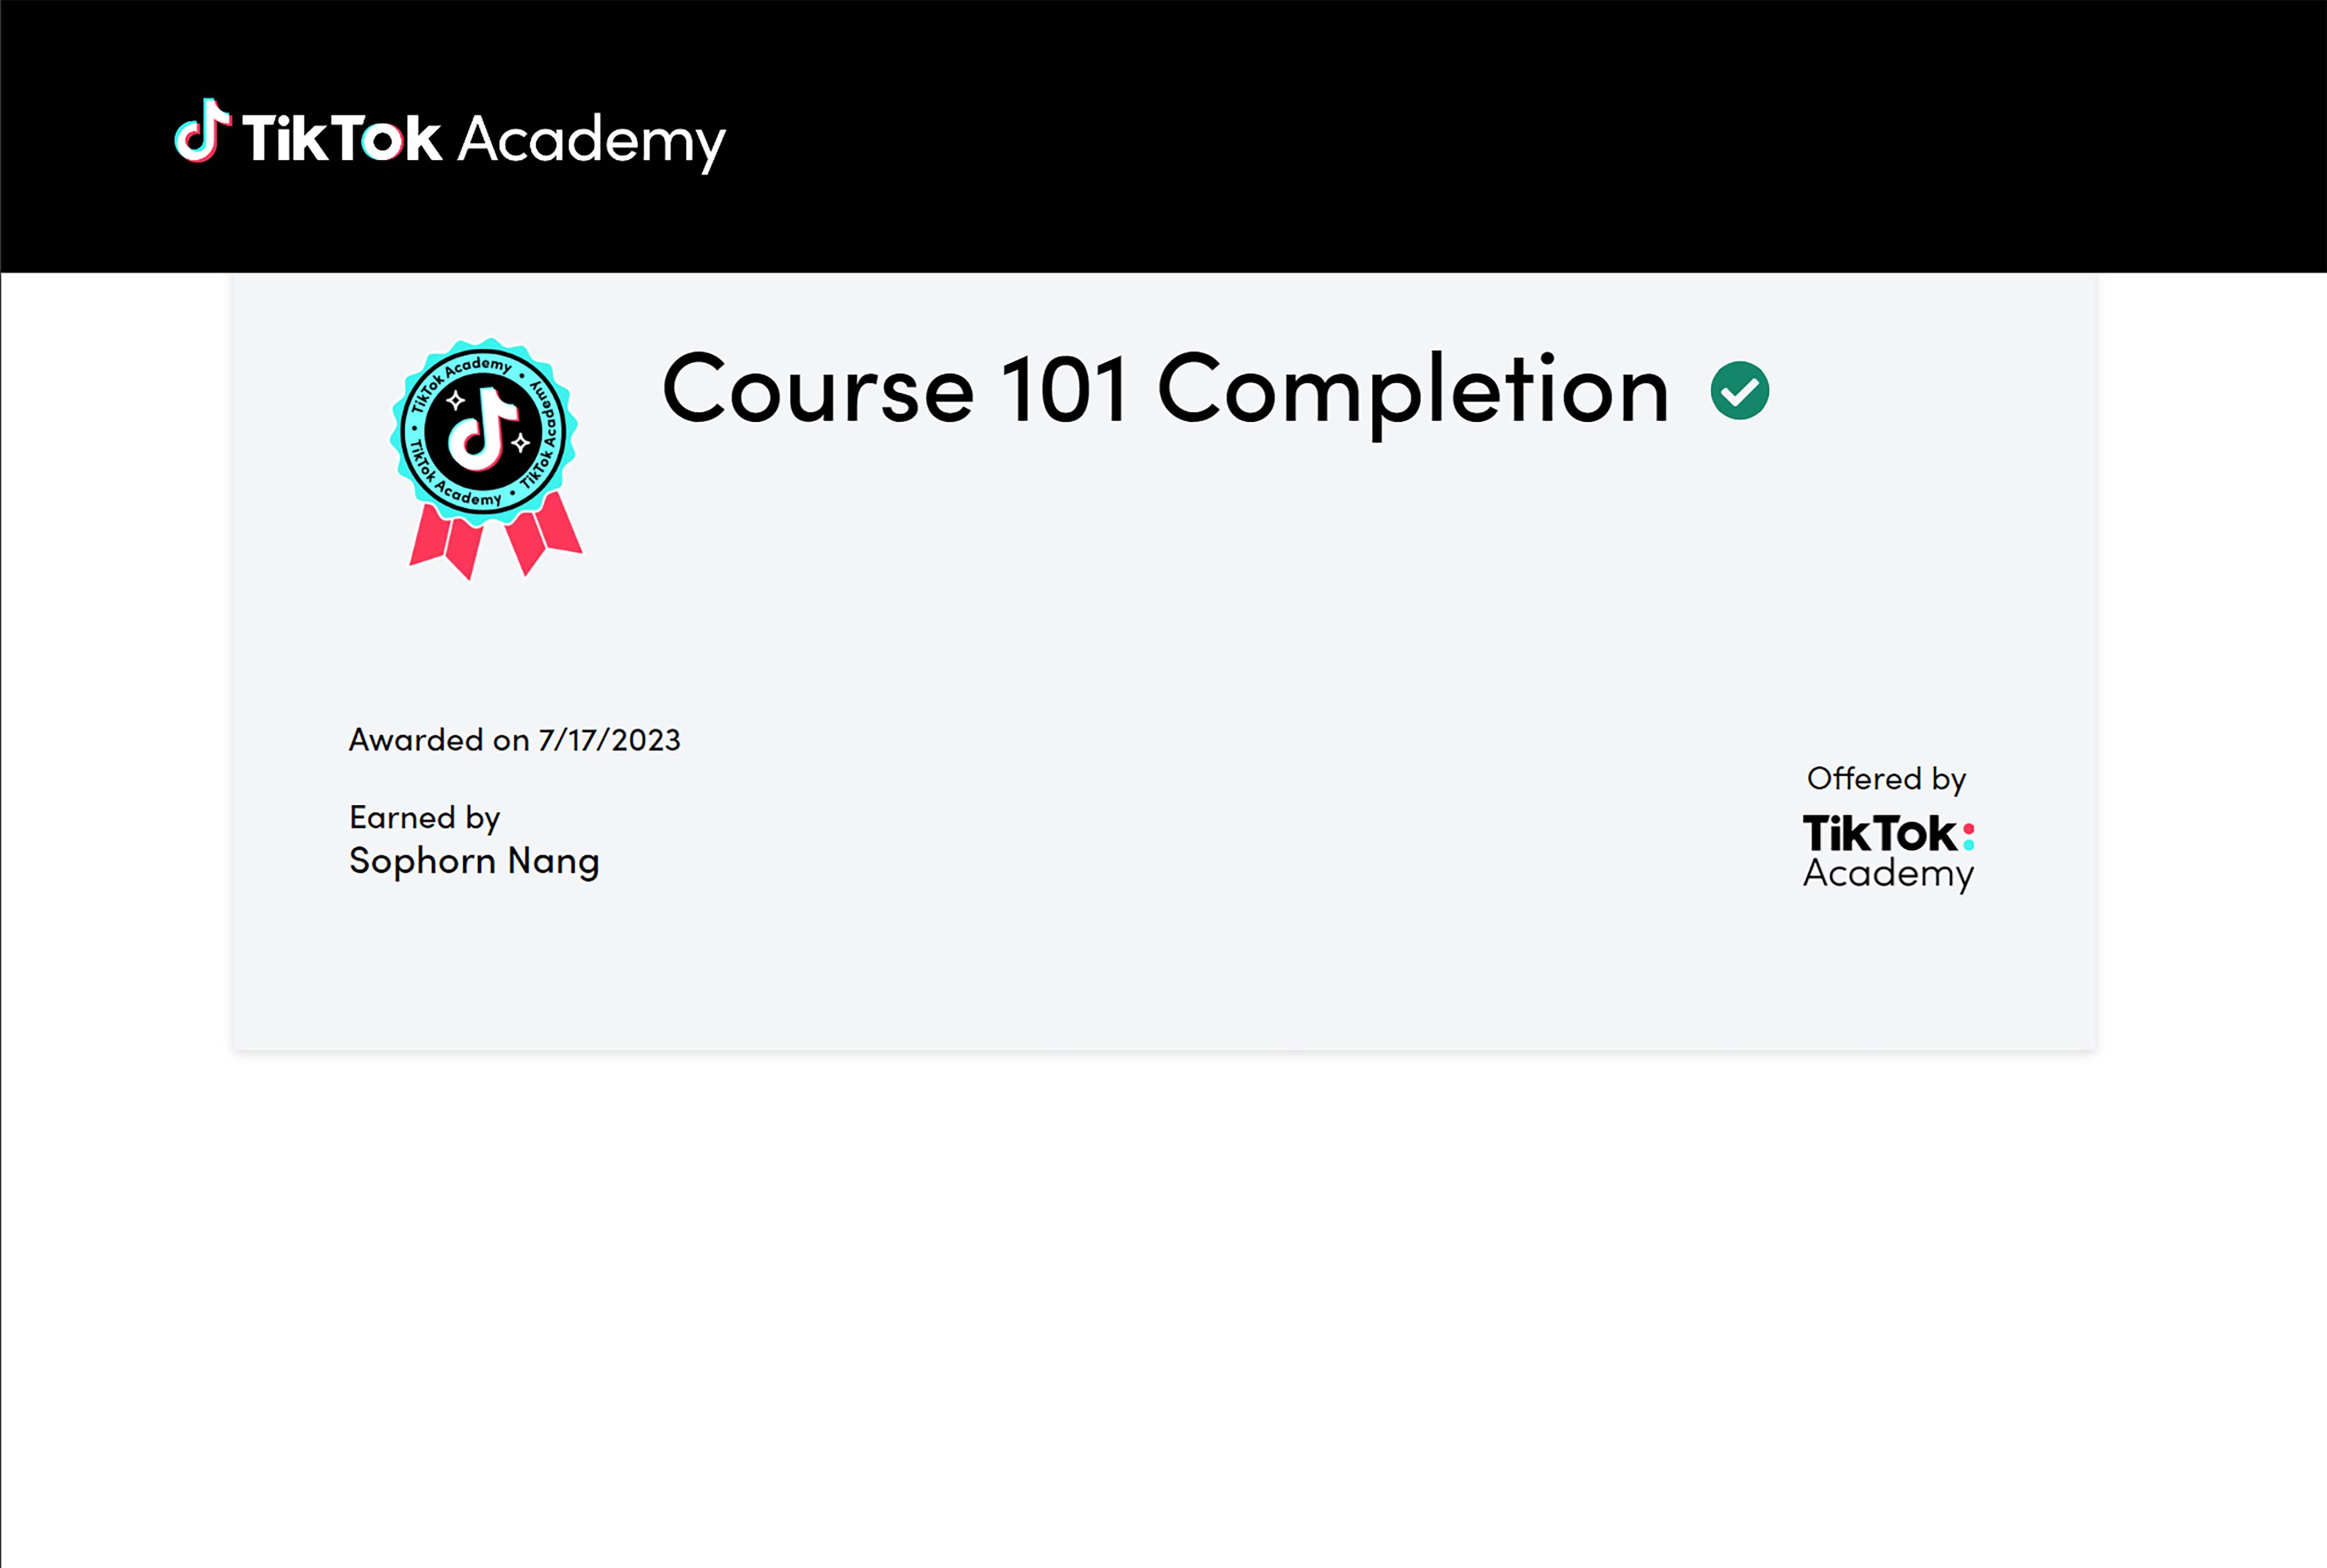 TikTok Academy
Course 101 Completion
TikTok Academy • TikTok Academy • TikTok Academy •
Awarded on 7/17/2023
Earned by
Sophorn Nang
Offered by
TikTok:
Academy